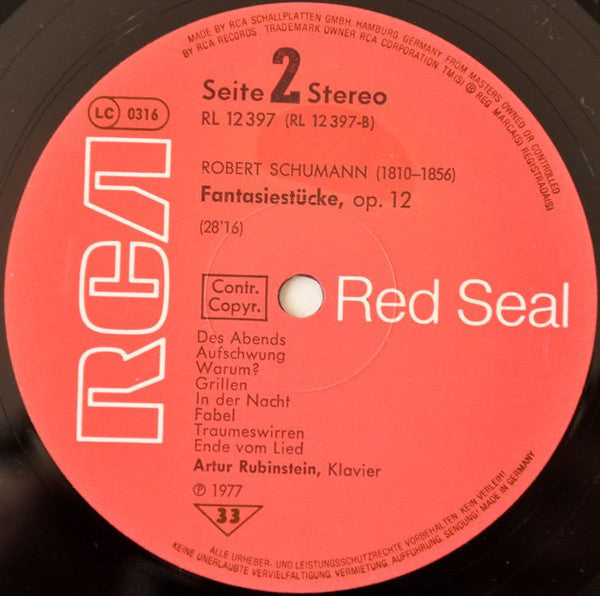 MADE BY RCA SCHALLPLATTEN GMBH, HAMBURG, GERMANY, FROM MASTERS OWNED OR CONTROLLED
BY RCA RECORDS TRADEMARK OWNER RCA CORPORATION TM(S) ® REG MARCA(S) REGISTRADA(S)
Seite 2 Stereo
RL 12397 (RL 12397-B)
LC 0316
ROBERT SCHUMANN (1810–1856)
Fantasiestücke, op. 12
(28'16)
RCA
Contr.
Copyr.
Red Seal
Des Abends
Aufschwung
Warum?
Grillen
In der Nacht
Fabel
Traumeswirren
Ende vom Lied
Artur Rubinstein, Klavier
℗ 1977
33
ALLE URHEBER- UND LEISTUNGSSCHUTZRECHTE VORBEHALTEN. KEIN VERLEIH!
KEINE UNERLAUBTE VERVIELFÄLTIGUNG, VERMIETUNG, AUFFÜHRUNG, SENDUNG! MADE IN GERMANY